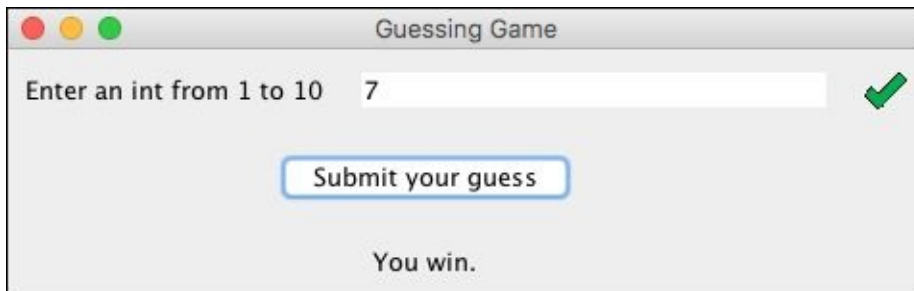 Guessing Game
Enter an int from 1 to 10 7
Submit your guess
You win.